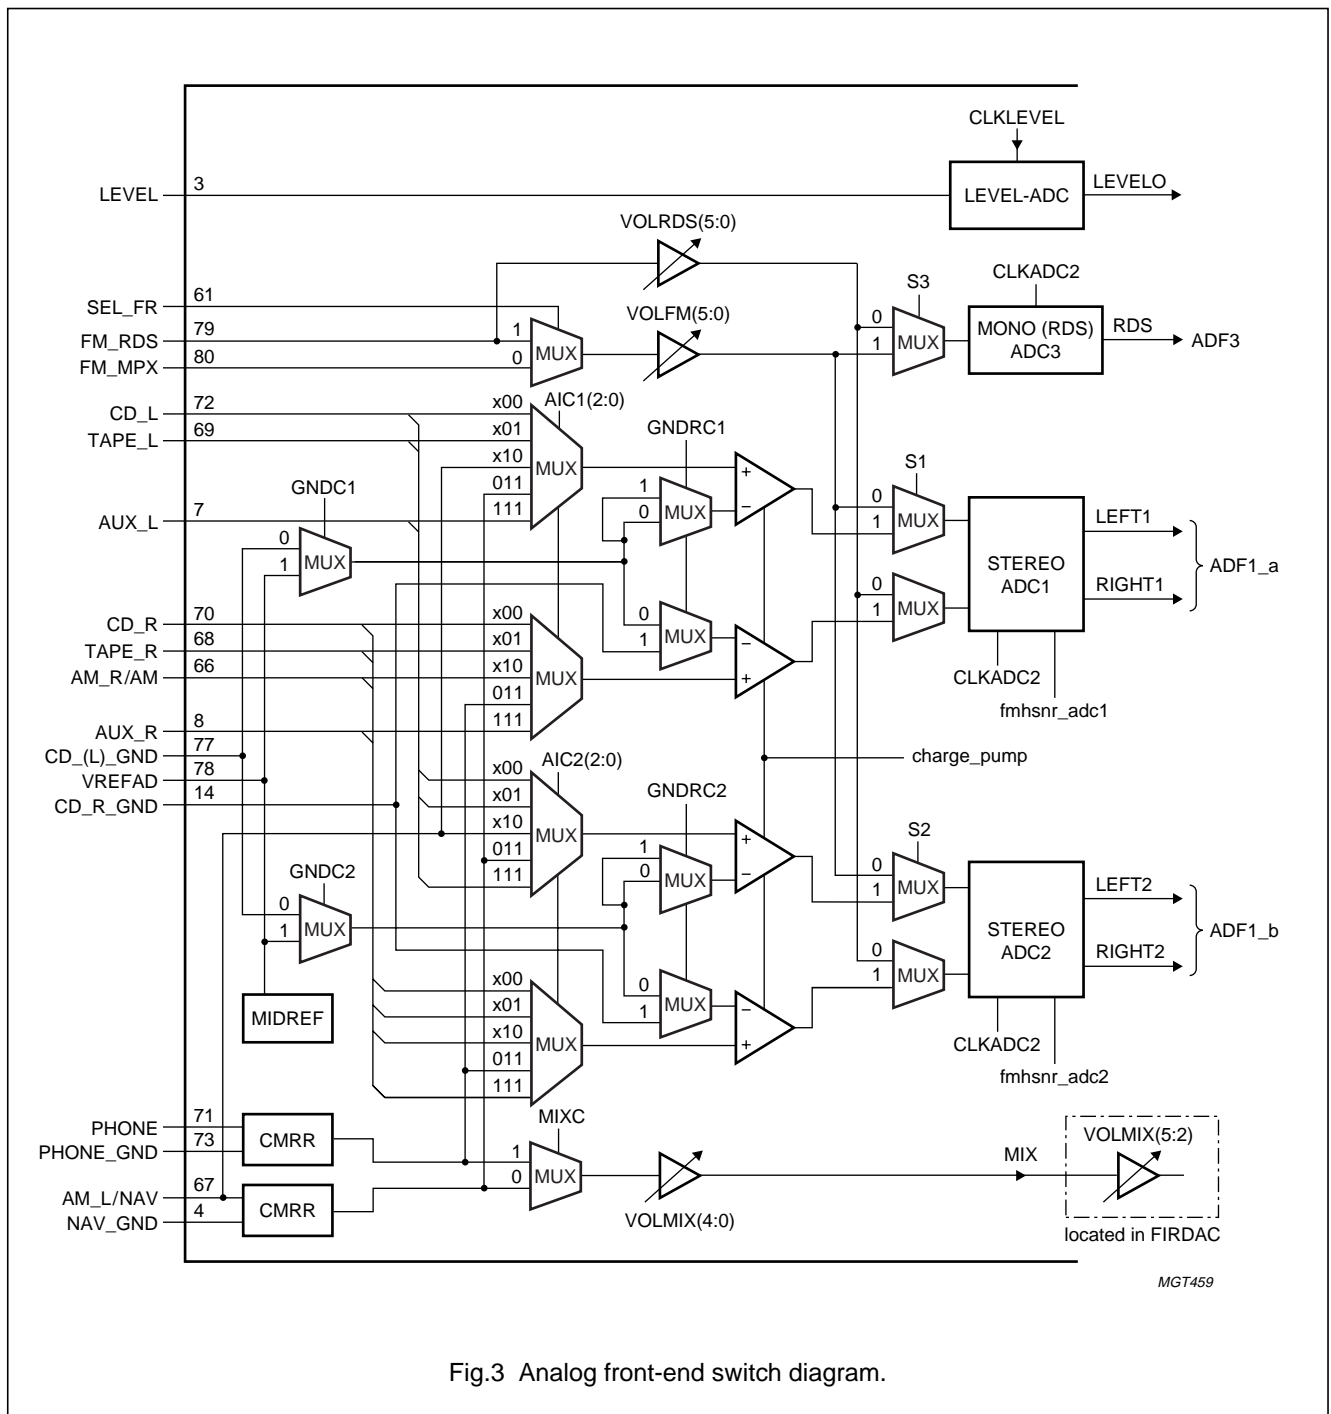 CLKLEVEL
LEVEL 3 LEVEL-ADC LEVELO
VOLRDS(5:0)
SEL_FR 61 S3 CLKADC2
VOLFM(5:0)
FM_RDS 79 1 MUX 0 MUX MONO (RDS) ADC3 RDS ADF3
FM_MPX 80 0 1
AIC1(2:0)
CD_L 72 x00
TAPE_L 69 x01 GNDRC1
x10 MUX + S1
GNDC1 011 1 MUX − 0 MUX
AUX_L 7 111 0 1 LEFT1
0 MUX STEREO ADC1 ADF1_a
1 0 RIGHT1
CD_R 70 x00 0 MUX − 1 MUX
TAPE_R 68 x01 1
AM_R/AM 66 x10 MUX + CLKADC2
011 fmhsnr_adc1
AUX_R 8 111
CD_(L)_GND 77 AIC2(2:0) charge_pump
VREFAD 78 x00
CD_R_GND 14 x01 GNDRC2
x10 MUX + S2
011 1 MUX − 0 MUX
GNDC2 111 0 1 LEFT2
0 MUX STEREO ADC2 ADF1_b
1 0 RIGHT2
x00 0 MUX − 1 MUX
MIDREF x01 1
x10 MUX + CLKADC2
011 fmhsnr_adc2
111
PHONE 71 CMRR MIXC VOLMIX(5:2)
PHONE_GND 73 1 MUX MIX
AM_L/NAV 67 CMRR 0
NAV_GND 4 VOLMIX(4:0) located in FIRDAC
MGT459
Fig.3 Analog front-end switch diagram.